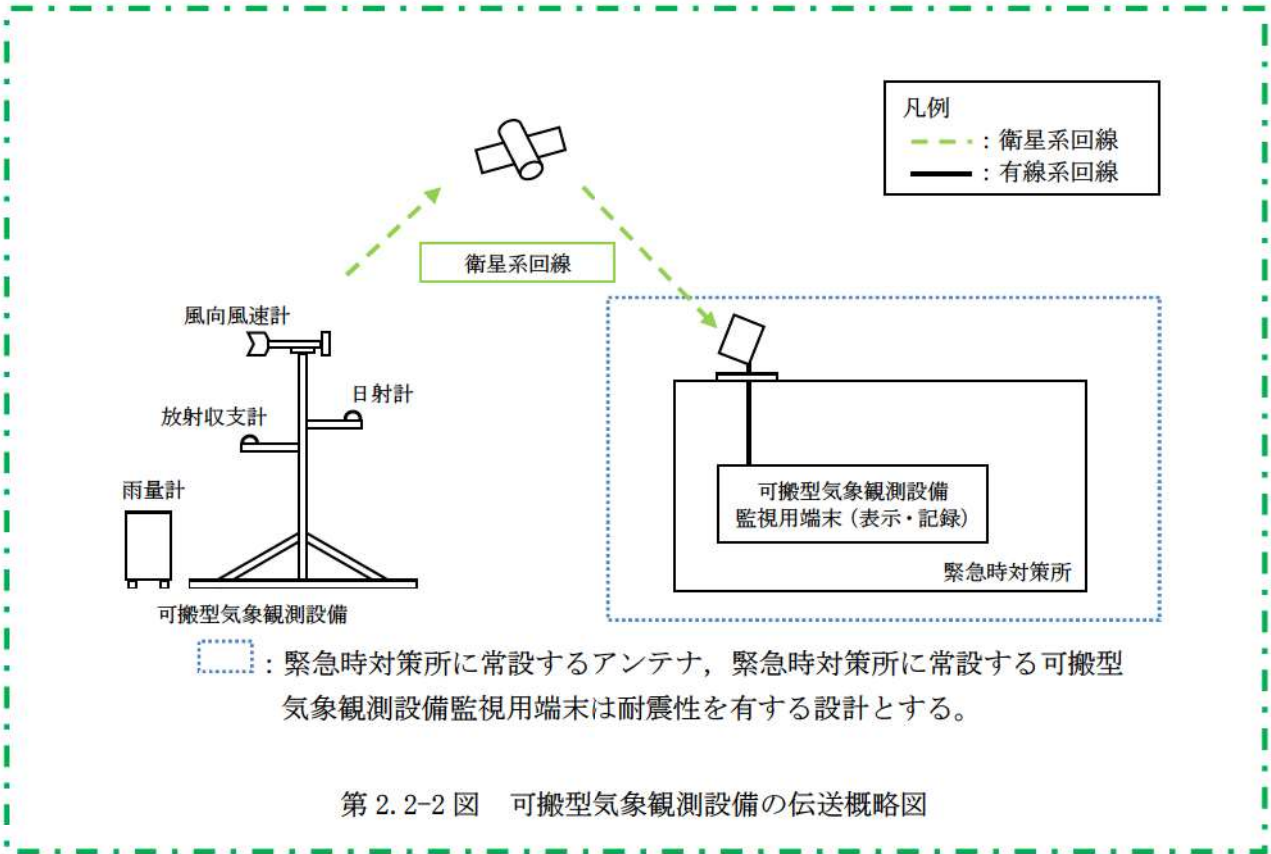 凡例
：衛星系回線
：有線系回線
衛星系回線
風向風速計
日射計
放射収支計
雨量計
可搬型気象観測設備
可搬型気象観測設備
監視用端末（表示・記録）
緊急時対策所
：緊急時対策所に常設するアンテナ，緊急時対策所に常設する可搬型
気象観測設備監視用端末は耐震性を有する設計とする。
第 2.2-2 図　可搬型気象観測設備の伝送概略図